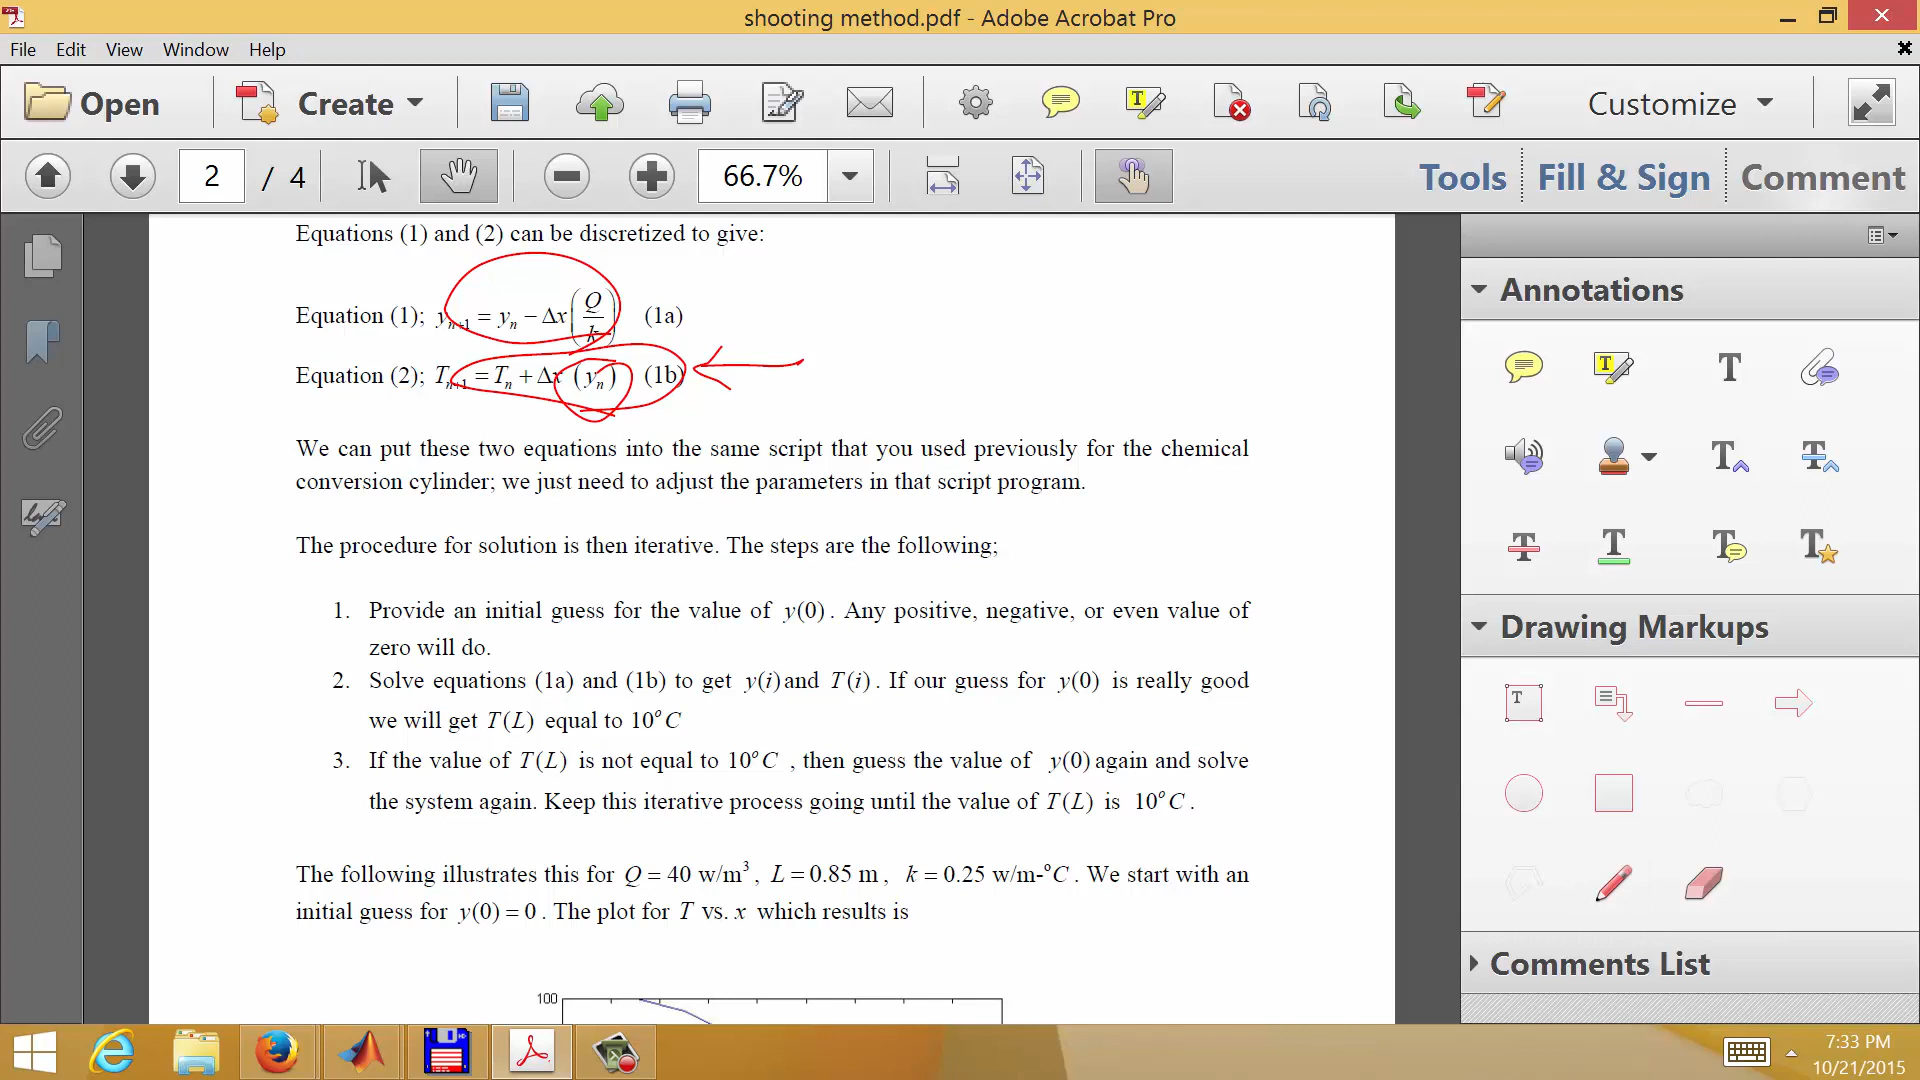 shooting method.pdf - Adobe Acrobat Pro
File Edit View Window Help
Open Create Customize
2 / 4 66.7% Tools Fill & Sign Comment
Equations (1) and (2) can be discretized to give:
Equation (1); y_{n+1} = y_n − Δx (Q/k) (1a)
Equation (2); T_{n+1} = T_n + Δx (y_n) (1b)
We can put these two equations into the same script that you used previously for the chemical
conversion cylinder; we just need to adjust the parameters in that script program.
The procedure for solution is then iterative. The steps are the following;
1. Provide an initial guess for the value of y(0). Any positive, negative, or even value of
zero will do.
2. Solve equations (1a) and (1b) to get y(i) and T(i). If our guess for y(0) is really good
we will get T(L) equal to 10°C
3. If the value of T(L) is not equal to 10°C, then guess the value of y(0) again and solve
the system again. Keep this iterative process going until the value of T(L) is 10°C.
The following illustrates this for Q = 40 w/m³, L = 0.85 m, k = 0.25 w/m-°C. We start with an
initial guess for y(0) = 0. The plot for T vs. x which results is
100
Annotations
Drawing Markups
Comments List
7:33 PM
10/21/2015